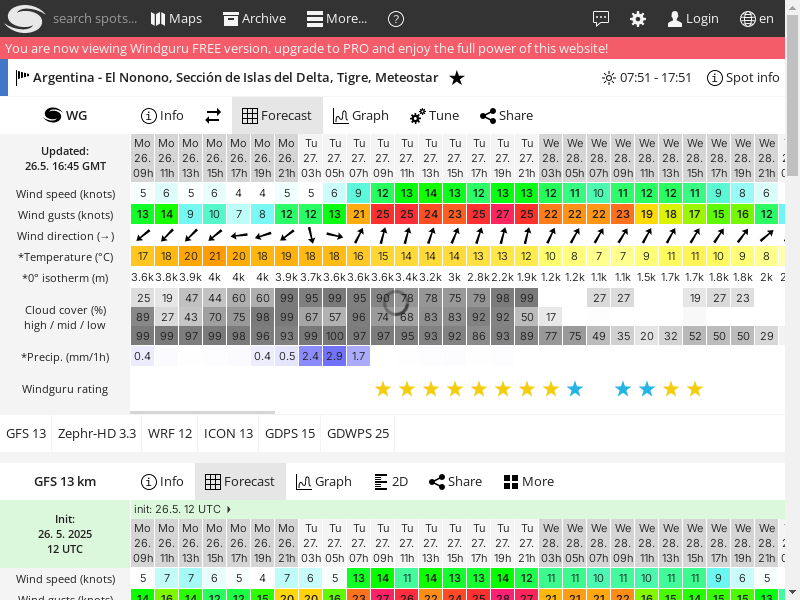 search spots... Maps Archive More... ? Login en
You are now viewing Windguru FREE version, upgrade to PRO and enjoy the full power of this website!
Argentina - El Nonono, Sección de Islas del Delta, Tigre, Meteostar ★ 07:51 - 17:51 Spot info
WG Info Forecast Graph Tune Share
Updated:
26.5. 16:45 GMT
Mo Mo Mo Mo Mo Mo Mo Tu Tu Tu Tu Tu Tu Tu Tu Tu Tu We We We We We We We We We We
26. 26. 26. 26. 26. 26. 26. 27. 27. 27. 27. 27. 27. 27. 27. 27. 27. 28. 28. 28. 28. 28. 28. 28. 28. 28. 28.
09h 11h 13h 15h 17h 19h 21h 03h 05h 07h 09h 11h 13h 15h 17h 19h 21h 03h 05h 07h 09h 11h 13h 15h 17h 19h 21h
Wind speed (knots) 5 6 5 6 4 4 5 5 6 9 12 13 14 13 12 13 13 12 11 10 11 12 12 11 9 8 6
Wind gusts (knots) 13 14 9 10 7 8 12 12 13 21 25 25 24 23 25 27 25 22 22 22 23 19 18 17 15 16 12
Wind direction (→)
*Temperature (°C) 17 18 20 21 20 18 19 18 18 16 15 14 14 14 13 13 12 10 8 7 7 9 11 11 10 8 8
*0° isotherm (m) 3.6k 3.8k 3.9k 4k 4k 4k 3.9k 3.7k 3.6k 3.6k 3.6k 3.4k 3.2k 3k 2.8k 2.2k 1.9k 1.2k 1.2k 1.1k 1.1k 1.5k 1.7k 1.7k 1.8k 1.8k 2k
Cloud cover (%)
high / mid / low
25 19 47 44 60 60 99 95 99 95 90 78 78 75 79 98 99 27 27 19 27 23
89 27 43 70 75 98 99 67 57 96 74 68 83 83 92 92 50 17
99 99 97 99 98 96 93 99 100 97 97 95 93 92 86 93 89 77 75 49 35 20 32 52 50 50 29
*Precip. (mm/1h) 0.4 0.4 0.5 2.4 2.9 1.7
Windguru rating ★ ★ ★ ★ ★ ★ ★ ★ ★ ★ ★ ★ ★
GFS 13 Zephr-HD 3.3 WRF 12 ICON 13 GDPS 15 GDWPS 25
GFS 13 km Info Forecast Graph 2D Share More
init: 26.5. 12 UTC
Init:
26. 5. 2025
12 UTC
Mo Mo Mo Mo Mo Mo Mo Tu Tu Tu Tu Tu Tu Tu Tu Tu Tu We We We We We We We We We We
26. 26. 26. 26. 26. 26. 26. 27. 27. 27. 27. 27. 27. 27. 27. 27. 27. 28. 28. 28. 28. 28. 28. 28. 28. 28. 28.
09h 11h 13h 15h 17h 19h 21h 03h 05h 07h 09h 11h 13h 15h 17h 19h 21h 03h 05h 07h 09h 11h 13h 15h 17h 19h 21h
Wind speed (knots) 5 7 7 6 5 4 7 6 5 13 14 11 14 13 13 14 12 11 11 10 11 10 11 11 9 6 5
Wind gusts (knots)